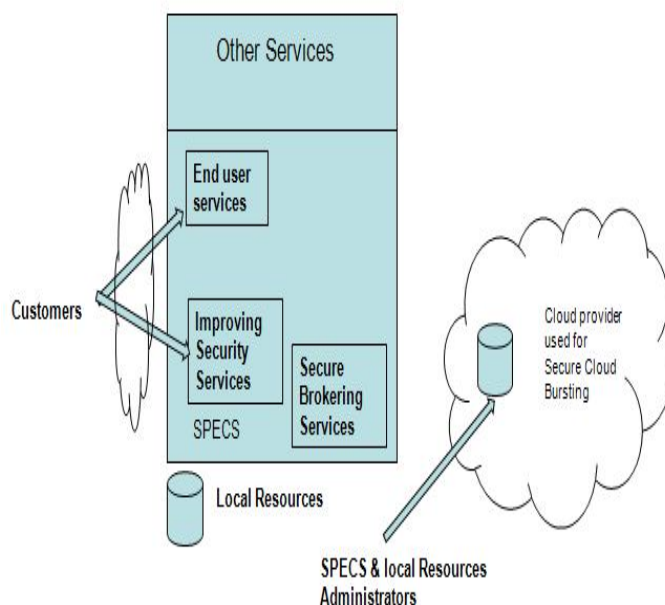 Other Services
End user
services
Customers
Improving
Security
Services
Secure
Brokering
Services
SPECS
Cloud provider
used for
Secure Cloud
Bursting
Local Resources
SPECS & local Resources
Administrators